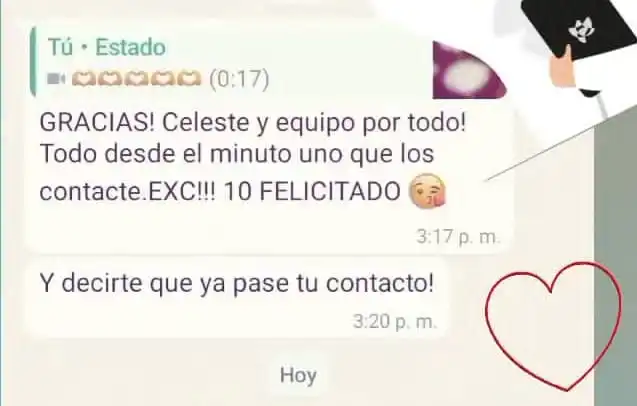 Tú • Estado
🫶🫶🫶🫶🫶 (0:17)
GRACIAS! Celeste y equipo por todo!
Todo desde el minuto uno que los
contacte.EXC!!! 10 FELICITADO 😘
3:17 p. m.
Y decirte que ya pase tu contacto!
3:20 p. m.
Hoy